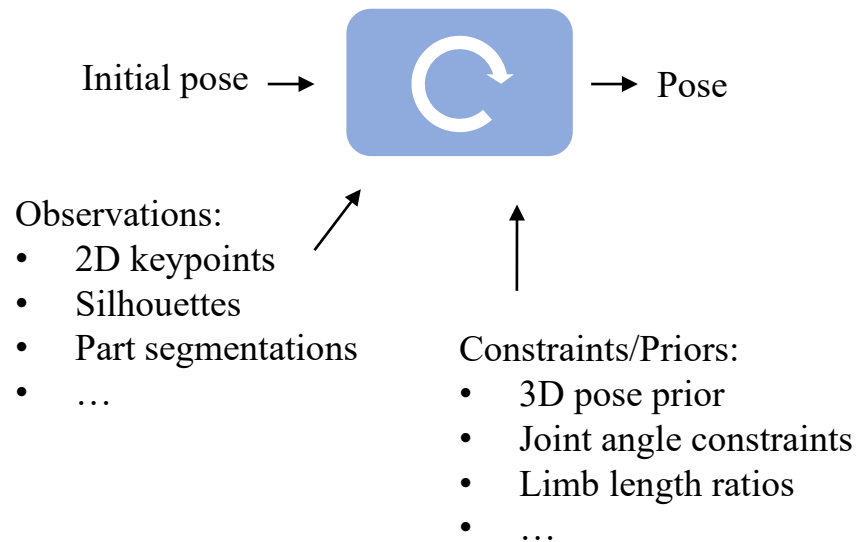 Initial pose
Pose
Observations:
• 2D keypoints
• Silhouettes
• Part segmentations
• …
Constraints/Priors:
• 3D pose prior
• Joint angle constraints
• Limb length ratios
• …